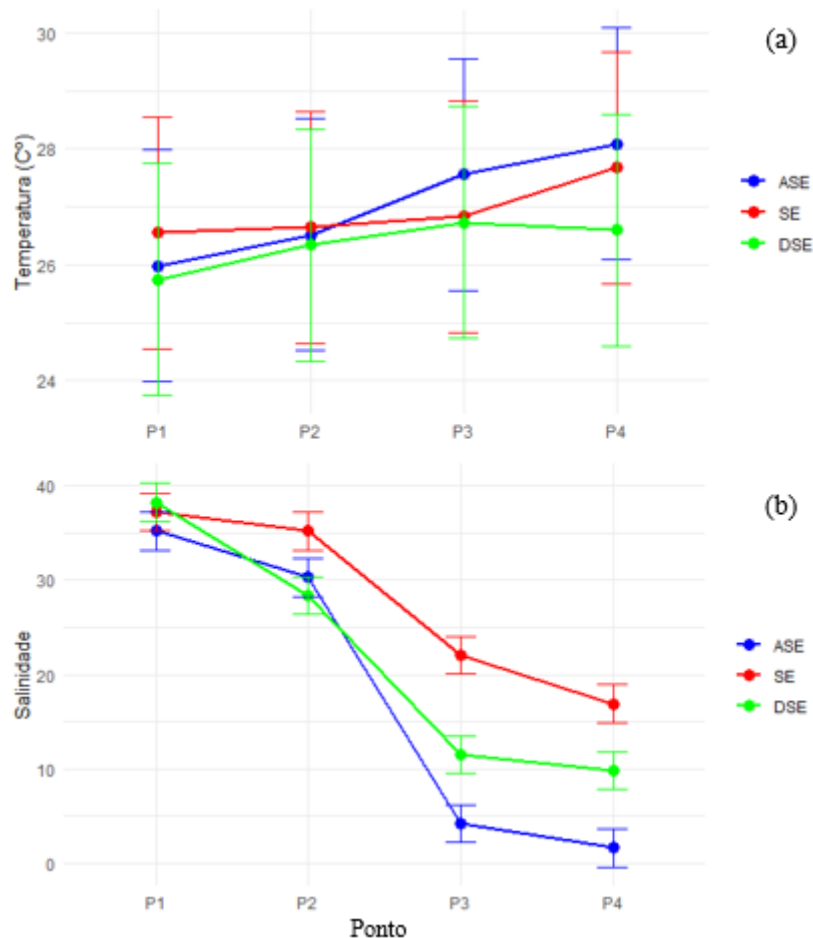 (a)
Temperatura (Cº)
30
28
26
24
P1 P2 P3 P4
ASE
SE
DSE
(b)
Salinidade
40
30
20
10
0
P1 P2 P3 P4
Ponto
ASE
SE
DSE